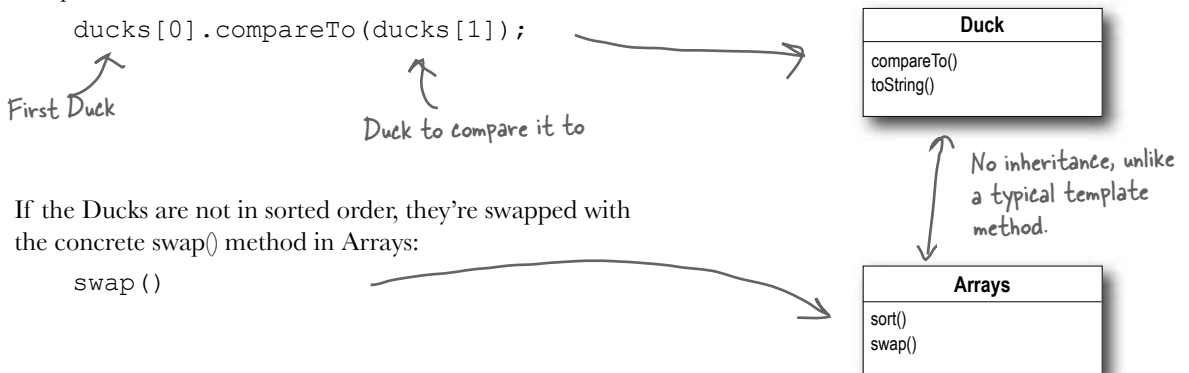 ducks[0].compareTo(ducks[1]);
First Duck
Duck to compare it to
Duck
compareTo()
toString()
No inheritance, unlike
a typical template
method.
If the Ducks are not in sorted order, they're swapped with
the concrete swap() method in Arrays:
swap()
Arrays
sort()
swap()